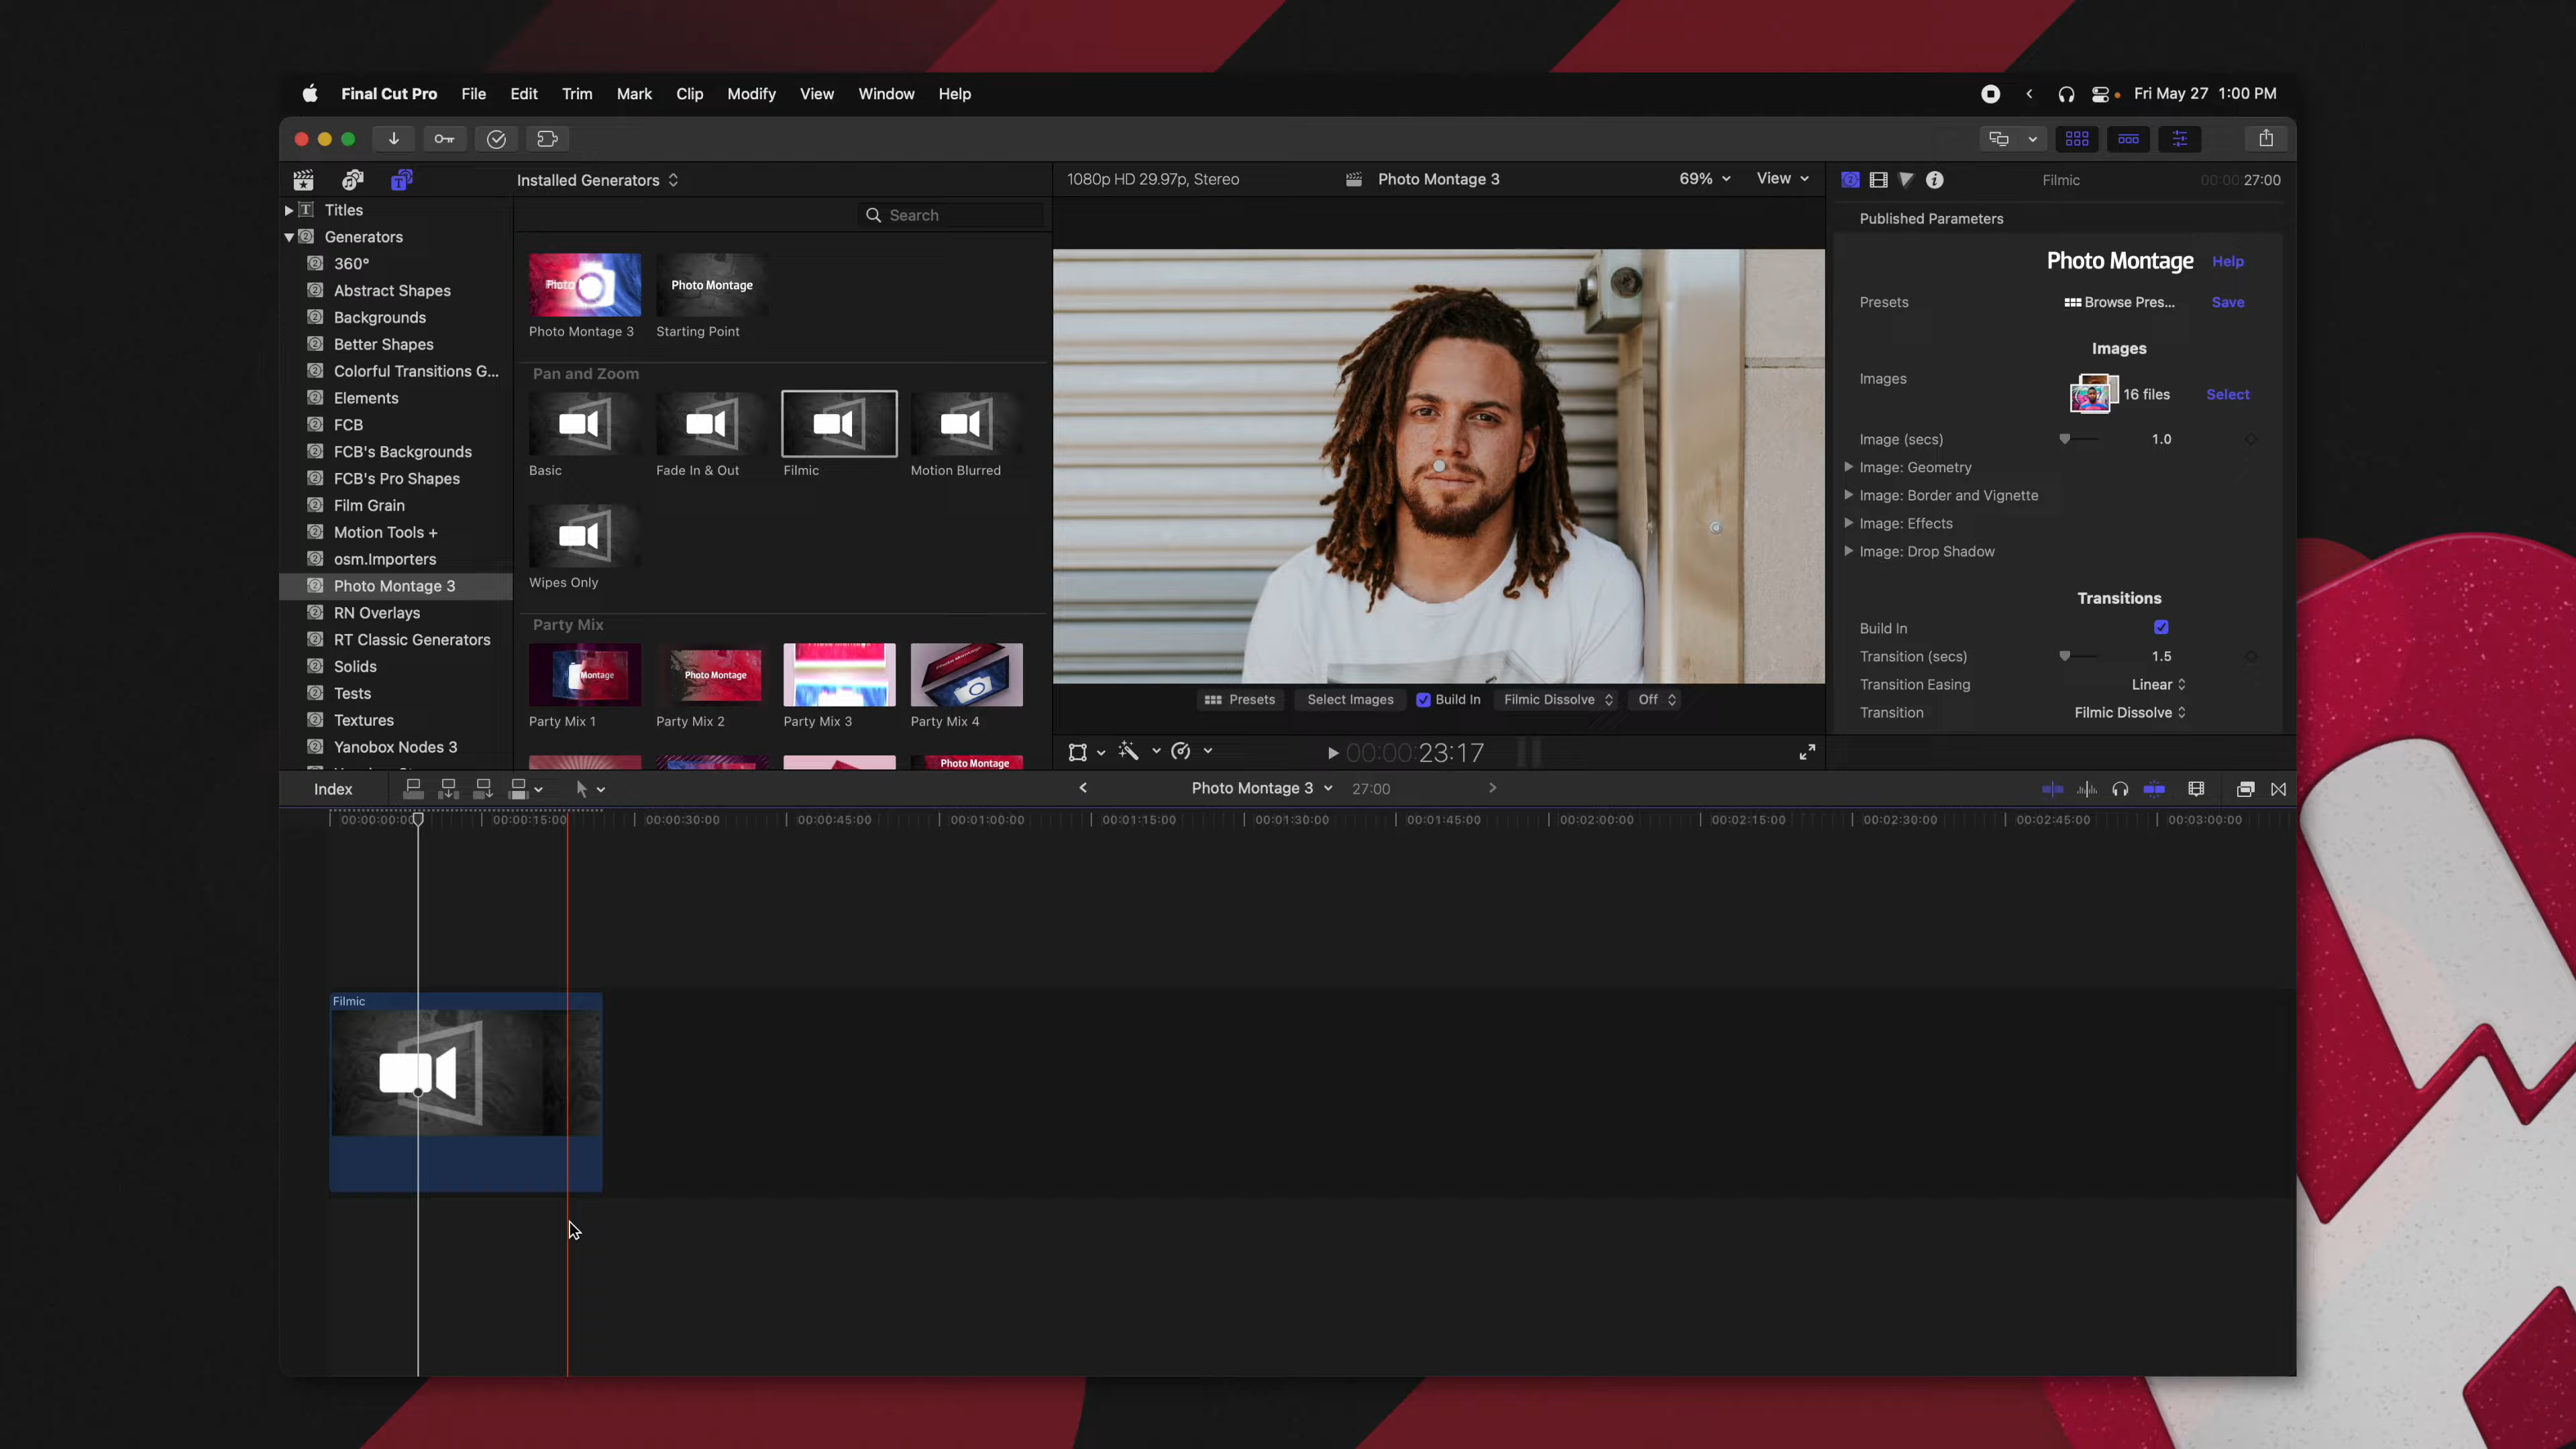 Final Cut Pro File Edit Trim Mark Clip Modify View Window Help
Fri May 27 1:00 PM
Installed Generators
1080p HD 29.97p, Stereo
Photo Montage 3
69%
View
Filmic
00:00:27:00
Titles
Generators
360°
Abstract Shapes
Backgrounds
Better Shapes
Colorful Transitions G...
Elements
FCB
FCB's Backgrounds
FCB's Pro Shapes
Film Grain
Motion Tools +
osm.Importers
Photo Montage 3
RN Overlays
RT Classic Generators
Solids
Tests
Textures
Yanobox Nodes 3
Search
Photo Montage
Photo Montage 3
Starting Point
Pan and Zoom
Basic
Fade In & Out
Filmic
Motion Blurred
Wipes Only
Party Mix
Montage
Photo Montage
Party Mix 1
Party Mix 2
Party Mix 3
Party Mix 4
Photo Montage
Presets
Select Images
Build In
Filmic Dissolve
Off
00:00:23:17
Published Parameters
Photo Montage
Help
Presets
Browse Pres...
Save
Images
Images
16 files
Select
Image (secs)
1.0
Image: Geometry
Image: Border and Vignette
Image: Effects
Image: Drop Shadow
Transitions
Build In
Transition (secs)
1.5
Transition Easing
Linear
Transition
Filmic Dissolve
Index
Photo Montage 3
27:00
00:00:00:00
00:00:15:00
00:00:30:00
00:00:45:00
00:01:00:00
00:01:15:00
00:01:30:00
00:01:45:00
00:02:00:00
00:02:15:00
00:02:30:00
00:02:45:00
00:03:00:00
Filmic